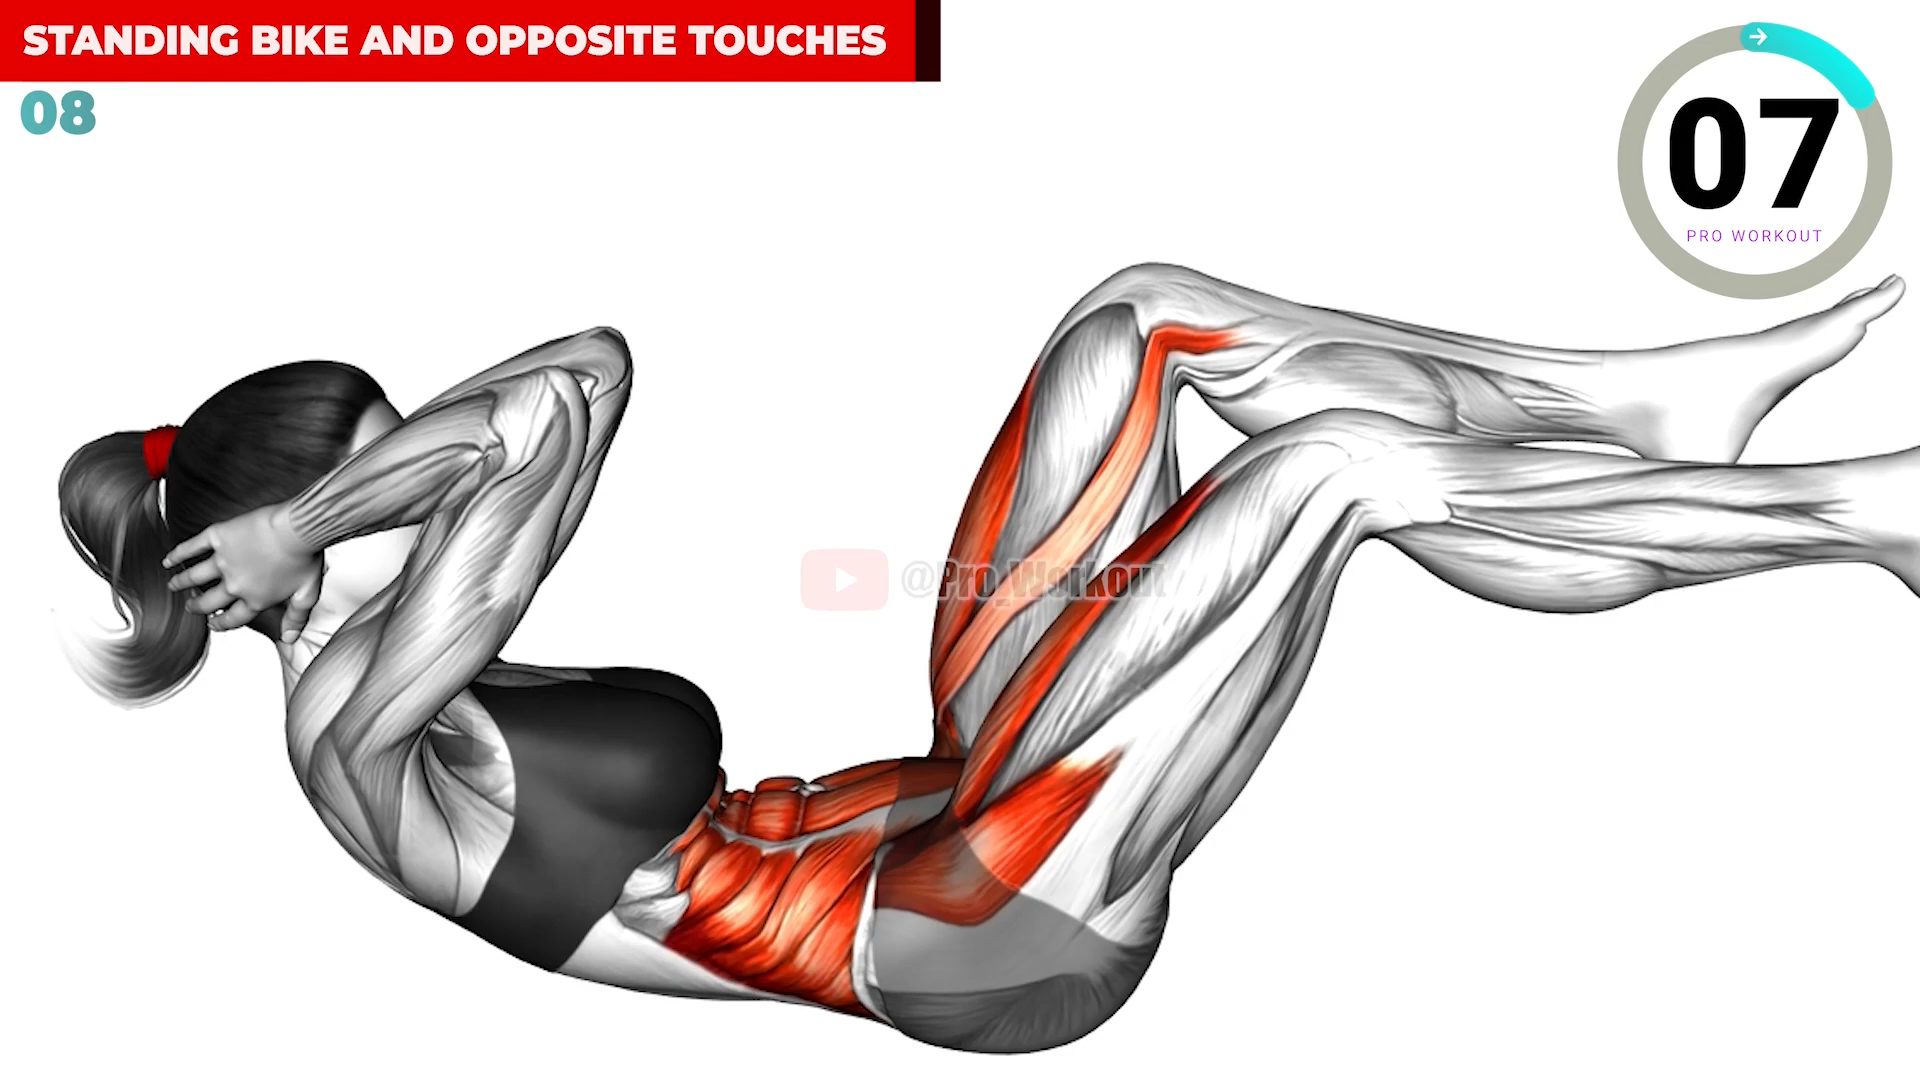 STANDING BIKE AND OPPOSITE TOUCHES
08
07
PRO WORKOUT
@Pro_Workout